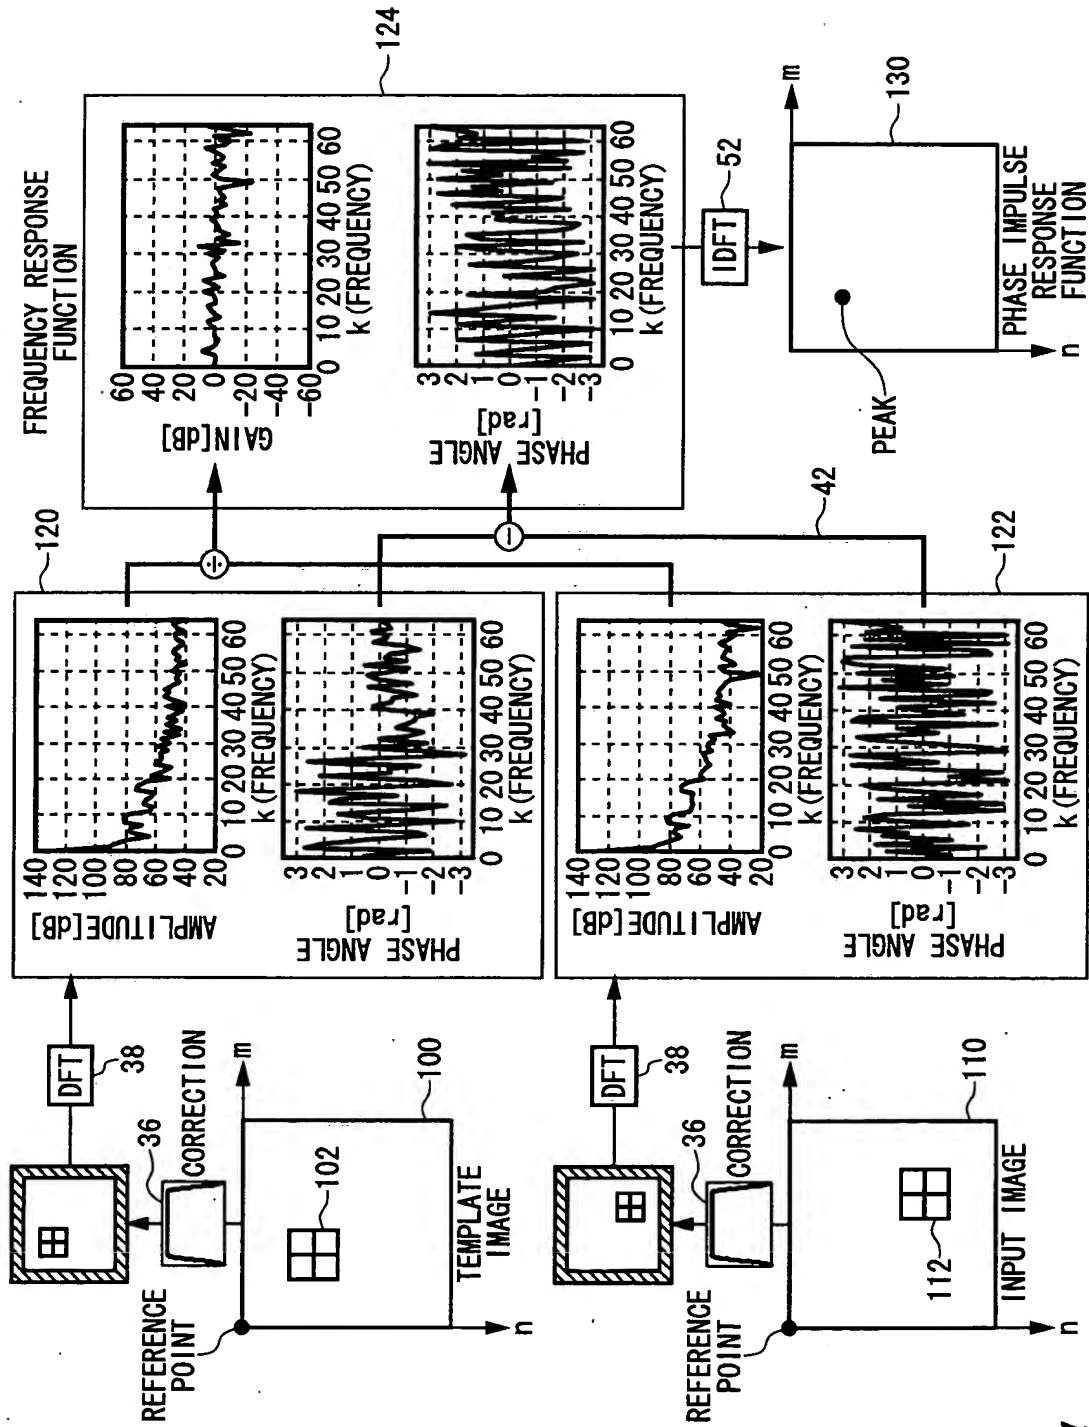 FREQUENCY RESPONSE
FUNCTION
124
60
40
20
0
-20
-40
-60
GAIN[dB]
0 10 20 30 40 50 60
k(FREQUENCY)
3
2
1
0
-1
-2
-3
PHASE ANGLE
[rad]
0 10 20 30 40 50 60
k(FREQUENCY)
IDFT
52
m
130
PEAK
n
PHASE IMPULSE
RESPONSE
FUNCTION
120
140
120
100
80
60
40
20
AMPLITUDE[dB]
0 10 20 30 40 50 60
k(FREQUENCY)
3
2
1
0
-1
-2
-3
PHASE ANGLE
[rad]
0 10 20 30 40 50 60
k(FREQUENCY)
÷
−
42
122
140
120
100
80
60
40
20
AMPLITUDE[dB]
0 10 20 30 40 50 60
k(FREQUENCY)
3
2
1
0
-1
-2
-3
PHASE ANGLE
[rad]
0 10 20 30 40 50 60
k(FREQUENCY)
DFT
38
36
CORRECTION
REFERENCE
POINT
m
102
100
n
TEMPLATE
IMAGE
DFT
38
36
CORRECTION
REFERENCE
POINT
m
110
112
n
INPUT IMAGE